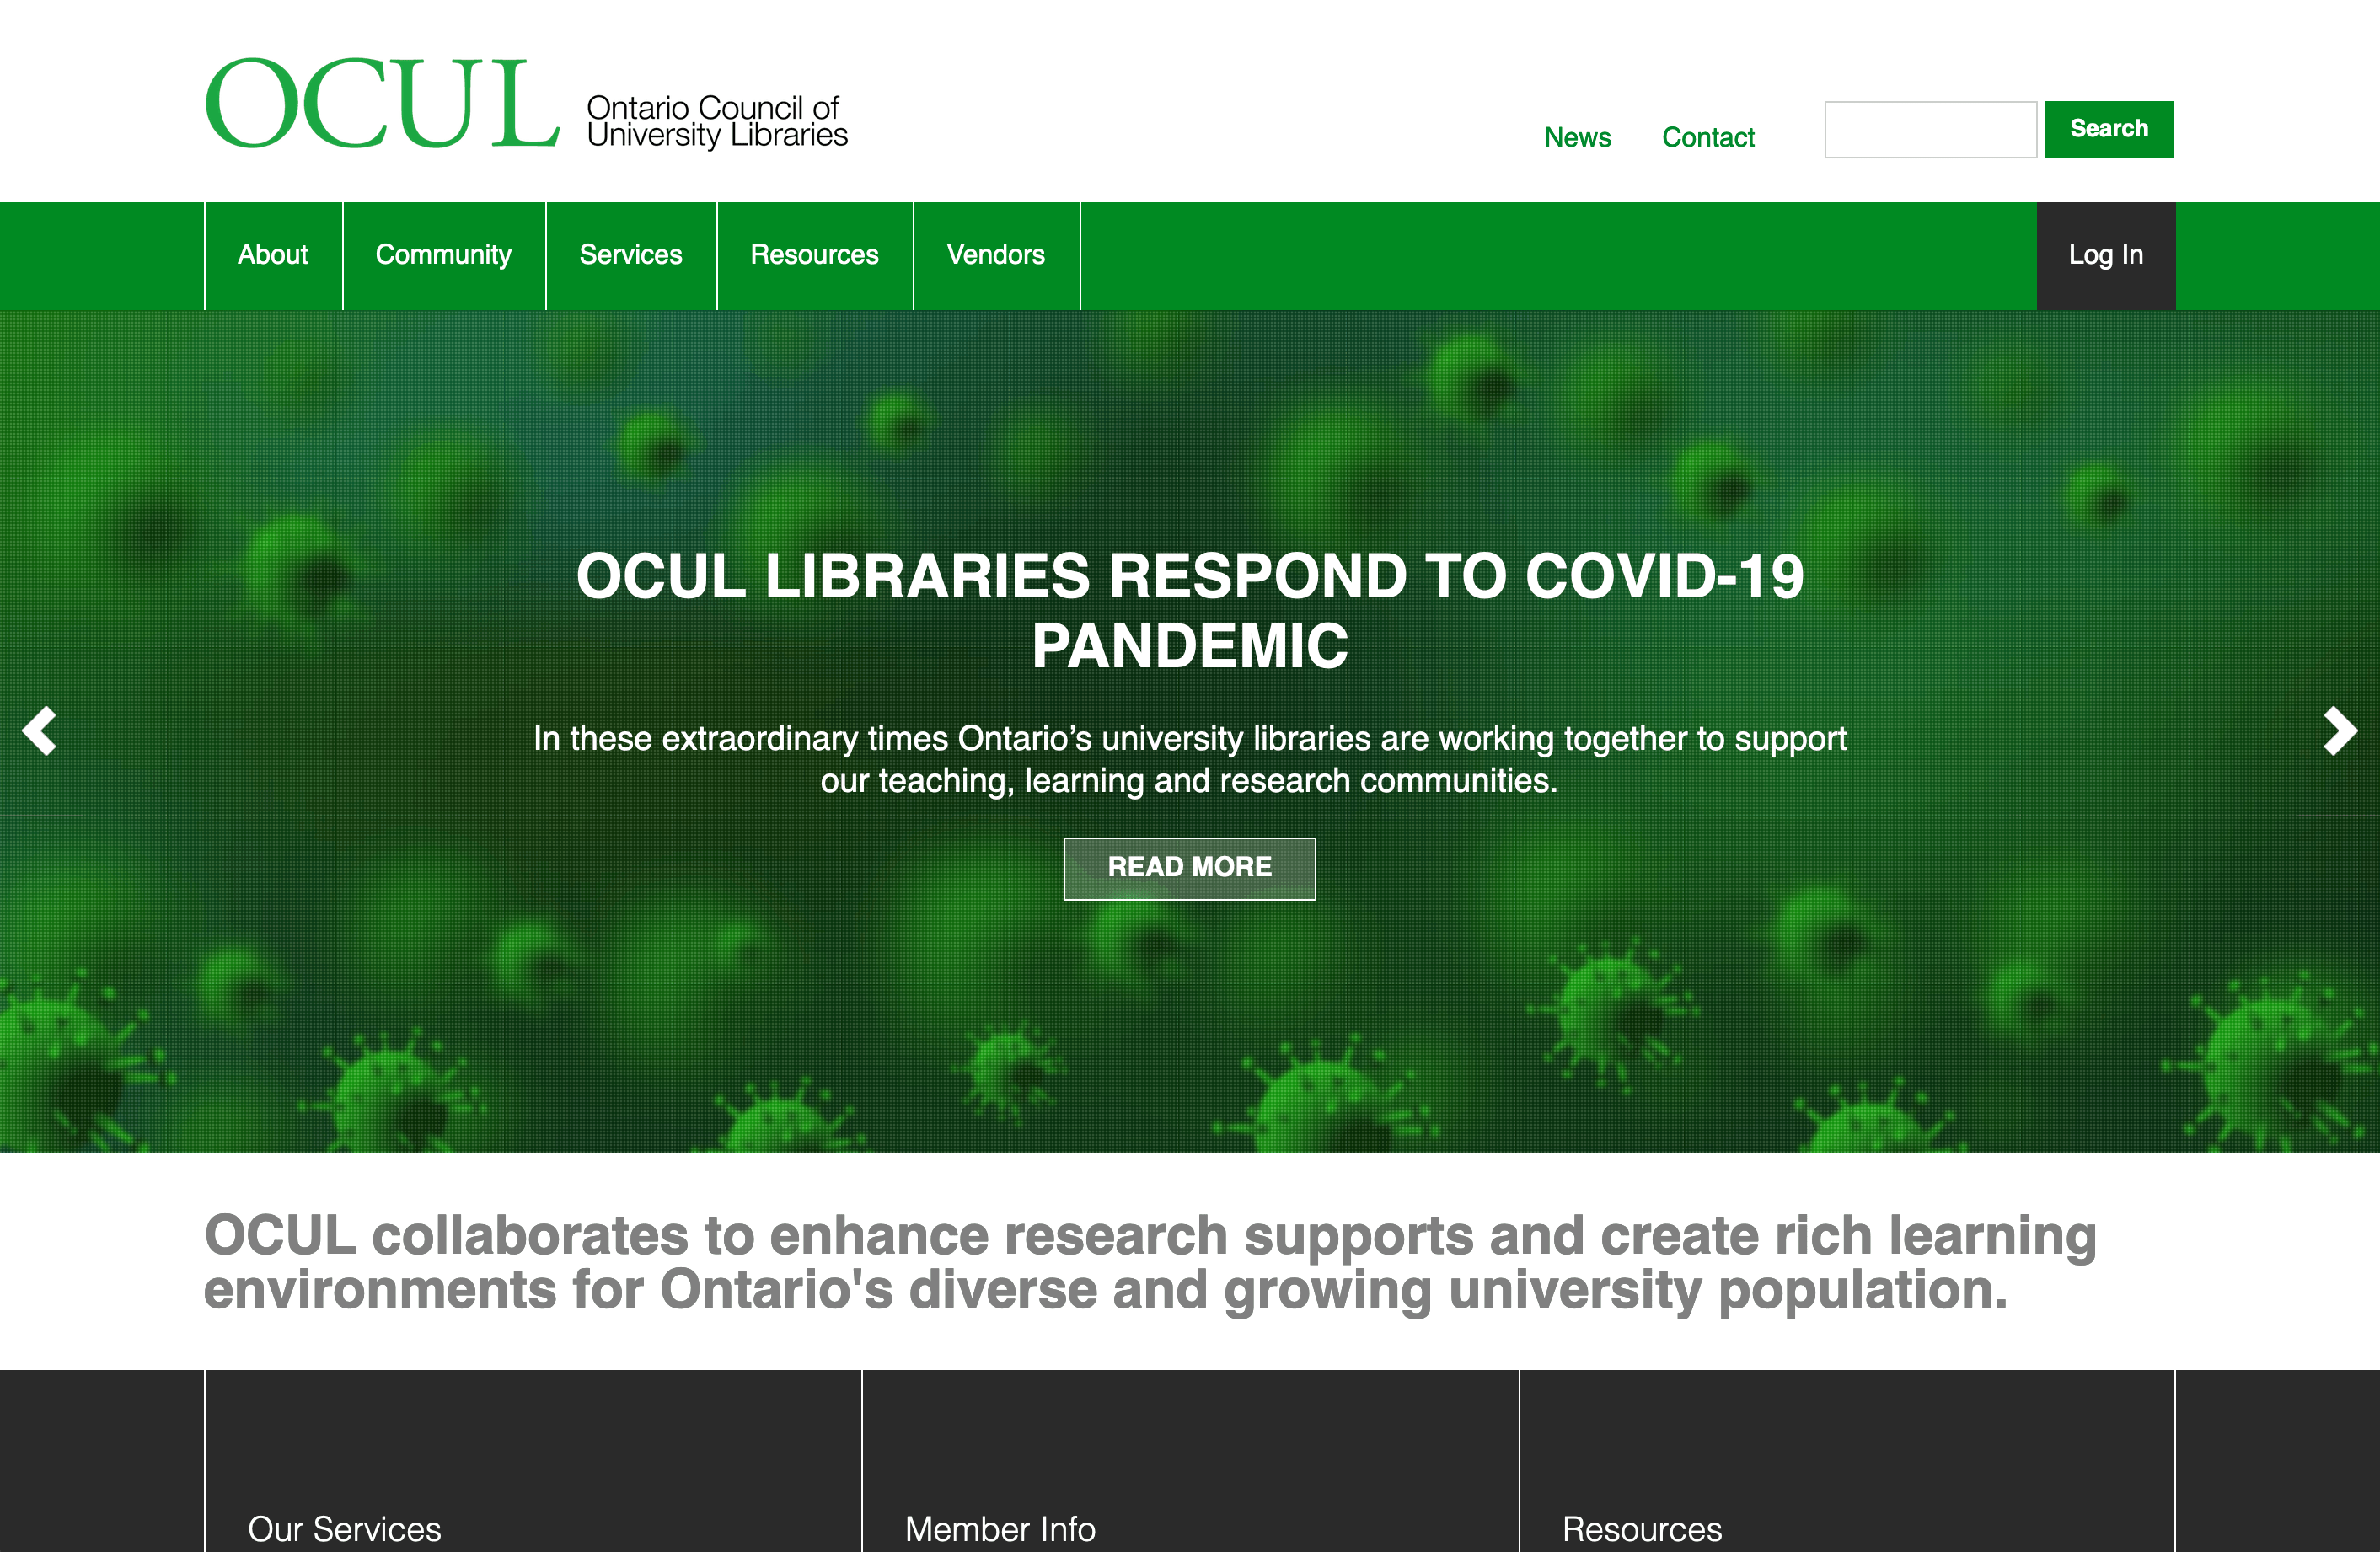 OCUL
Ontario Council of
University Libraries
News
Contact
Search
About
Community
Services
Resources
Vendors
Log In
OCUL LIBRARIES RESPOND TO COVID-19
PANDEMIC
In these extraordinary times Ontario’s university libraries are working together to support
our teaching, learning and research communities.
READ MORE
OCUL collaborates to enhance research supports and create rich learning
environments for Ontario's diverse and growing university population.
Our Services
Member Info
Resources